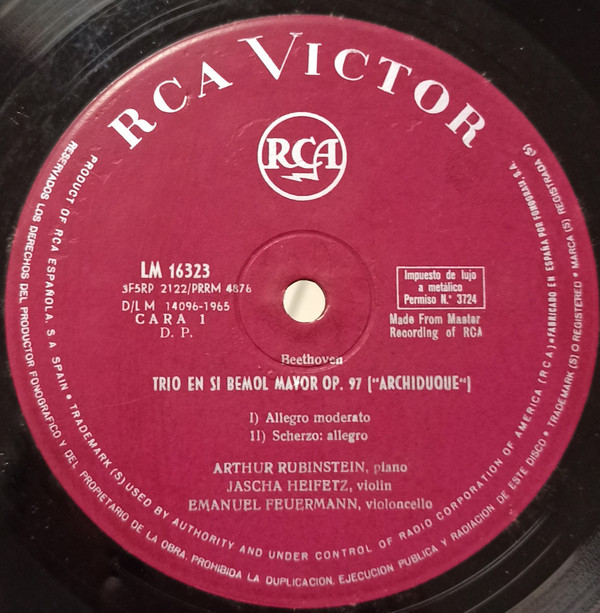 RCA VICTOR
RCA
LM 16323
3F5RP 2122/PRRM 4876
D/L M 14096-1965
CARA 1
D. P.
Impuesto de lujo
a metálico
Permiso N.° 3724
Made From Master
Recording of RCA
Beethoven
TRIO EN SI BEMOL MAYOR OP. 97 ("ARCHIDUQUE")
I) Allegro moderato
II) Scherzo: allegro
ARTHUR RUBINSTEIN, piano
JASCHA HEIFETZ, violin
EMANUEL FEUERMANN, violoncello
PRODUCT OF RCA ESPAÑOLA, S A SPAIN • TRADEMARK (S) USED BY AUTHORITY AND UNDER CONTROL OF RADIO CORPORATION OF AMERICA (RCA) • FABRICADO EN ESPAÑA POR FONOGRAM, S.A.
RESERVADOS LOS DERECHOS DEL PRODUCTOR FONOGRAFICO Y DEL PROPIETARIO DE LA OBRA, PROHIBIDA LA DUPLICACION, EJECUCION PUBLICA Y RADIACION DE ESTE DISCO • TRADEMARK (S) REGISTERED • MARCA (S) REGISTRADA (S)